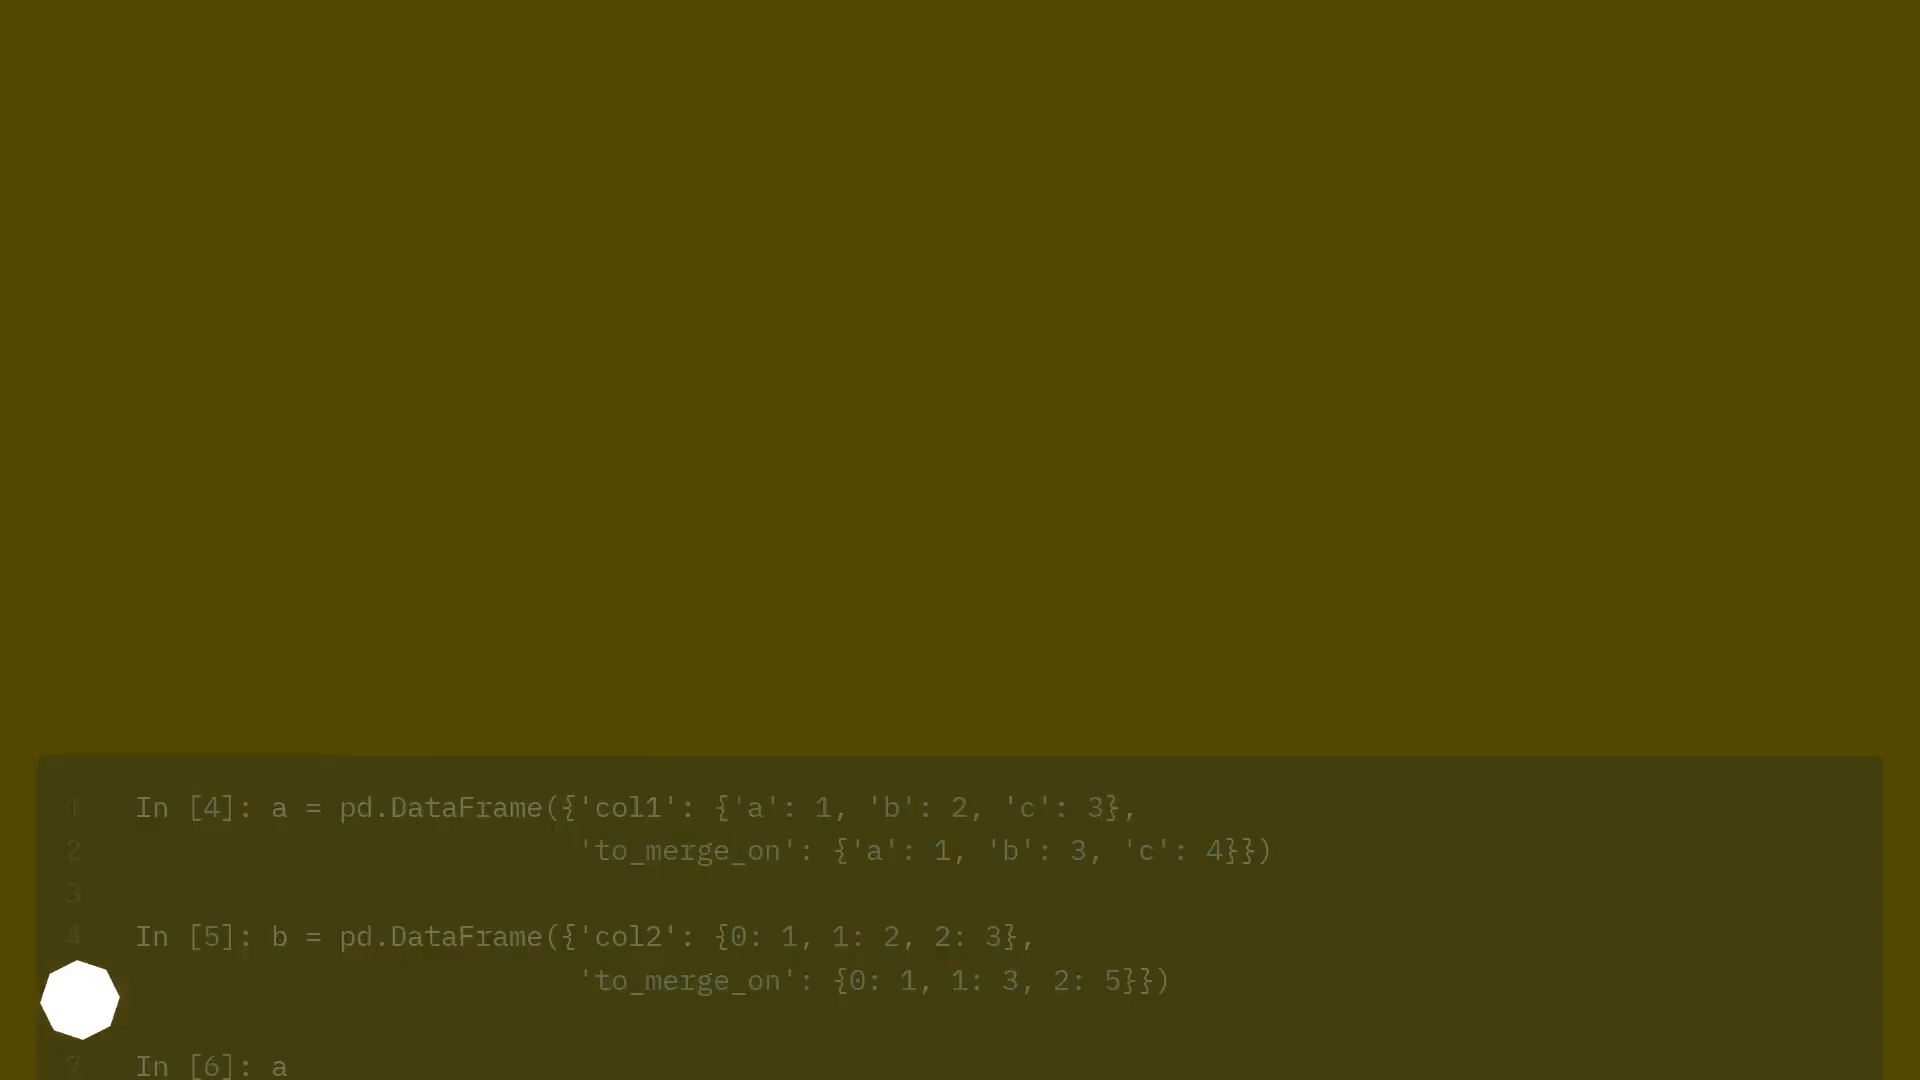 1 In [4]: a = pd.DataFrame({'col1': {'a': 1, 'b': 2, 'c': 3},
2 'to_merge_on': {'a': 1, 'b': 3, 'c': 4}})
3
4 In [5]: b = pd.DataFrame({'col2': {0: 1, 1: 2, 2: 3},
'to_merge_on': {0: 1, 1: 3, 2: 5}})
7 In [6]: a